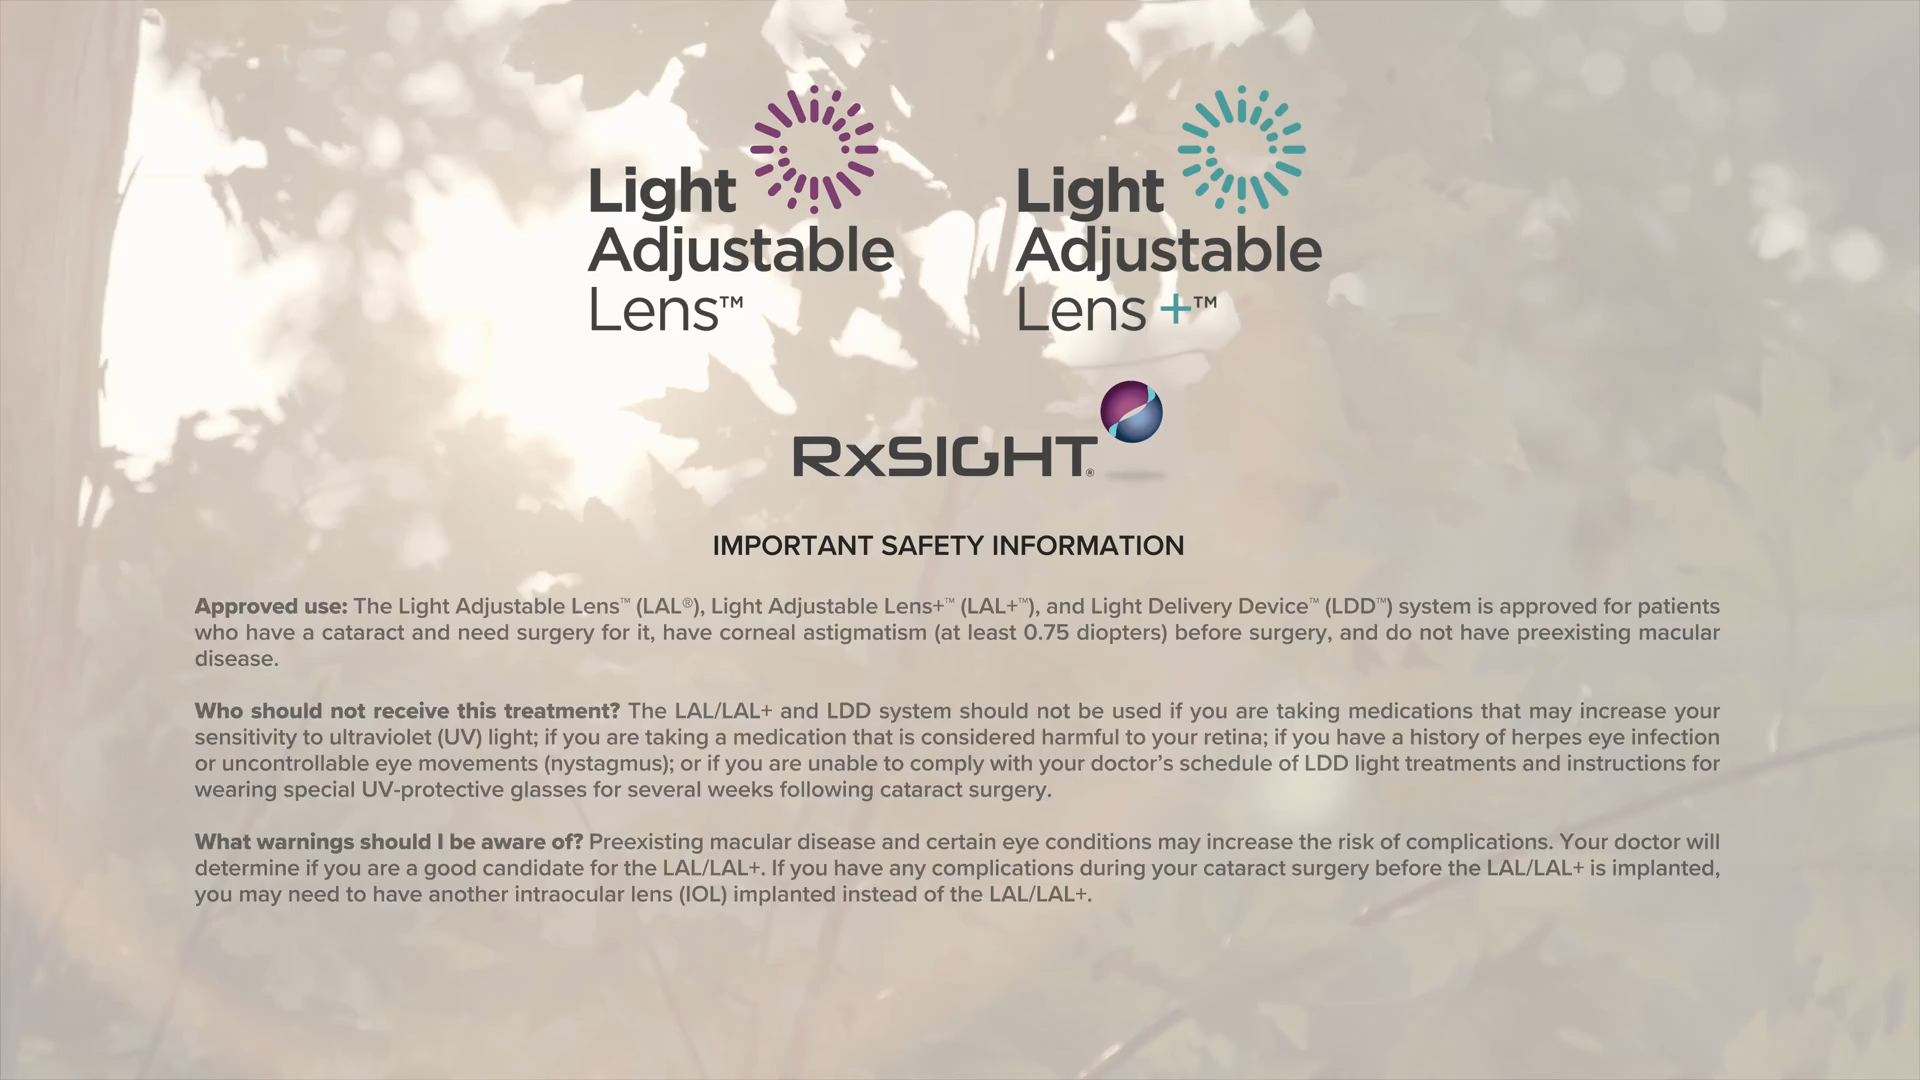 Light
Adjustable
Lens™
Light
Adjustable
Lens +™
RxSIGHT®
IMPORTANT SAFETY INFORMATION
Approved use: The Light Adjustable Lens™ (LAL®), Light Adjustable Lens+™ (LAL+™), and Light Delivery Device™ (LDD™) system is approved for patients
who have a cataract and need surgery for it, have corneal astigmatism (at least 0.75 diopters) before surgery, and do not have preexisting macular
disease.
Who should not receive this treatment? The LAL/LAL+ and LDD system should not be used if you are taking medications that may increase your
sensitivity to ultraviolet (UV) light; if you are taking a medication that is considered harmful to your retina; if you have a history of herpes eye infection
or uncontrollable eye movements (nystagmus); or if you are unable to comply with your doctor’s schedule of LDD light treatments and instructions for
wearing special UV-protective glasses for several weeks following cataract surgery.
What warnings should I be aware of? Preexisting macular disease and certain eye conditions may increase the risk of complications. Your doctor will
determine if you are a good candidate for the LAL/LAL+. If you have any complications during your cataract surgery before the LAL/LAL+ is implanted,
you may need to have another intraocular lens (IOL) implanted instead of the LAL/LAL+.